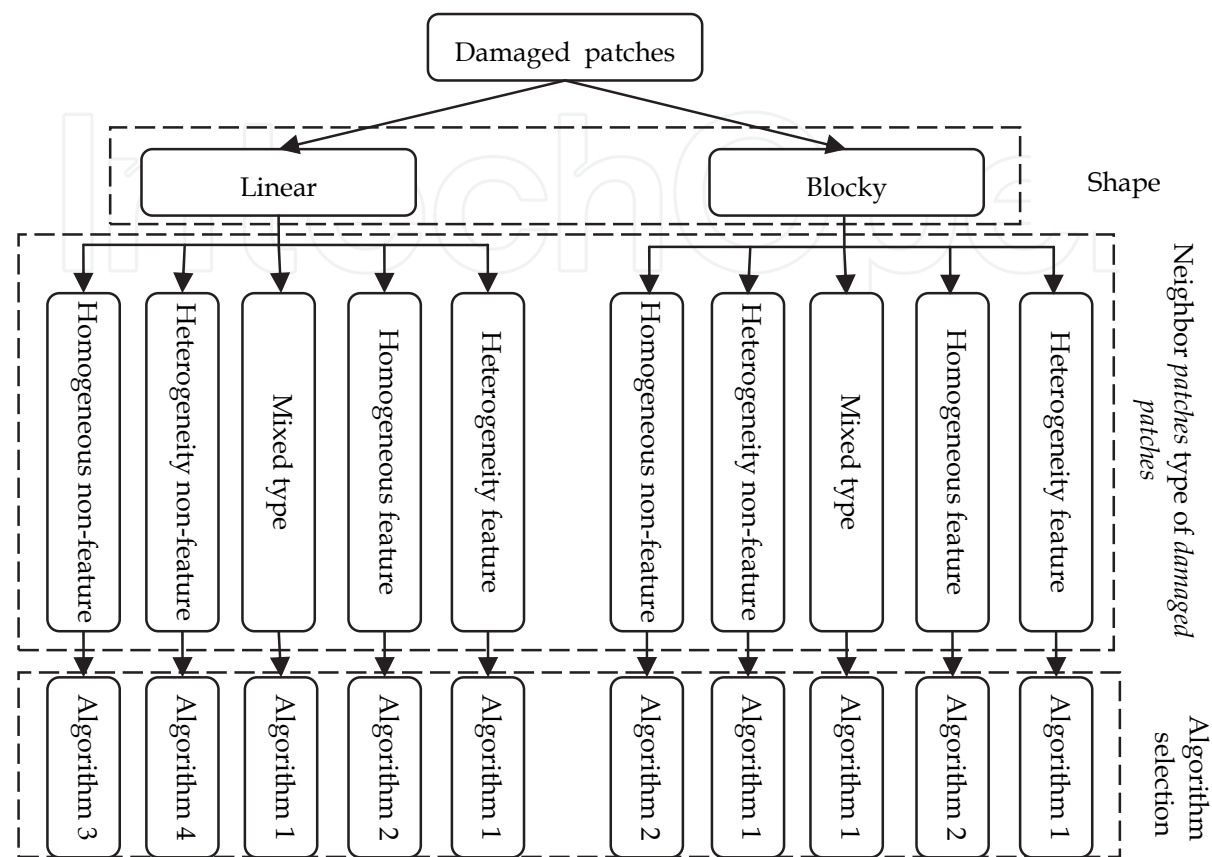 Damaged patches
Linear
Blocky
Shape
Homogeneous non-feature
Heterogeneity non-feature
Mixed type
Homogeneous feature
Heterogeneity feature
Homogeneous non-feature
Heterogeneity non-feature
Mixed type
Homogeneous feature
Heterogeneity feature
Neighbor patches type of damaged
patches
Algorithm 3
Algorithm 4
Algorithm 1
Algorithm 2
Algorithm 1
Algorithm 2
Algorithm 1
Algorithm 1
Algorithm 2
Algorithm 1
Algorithm
selection